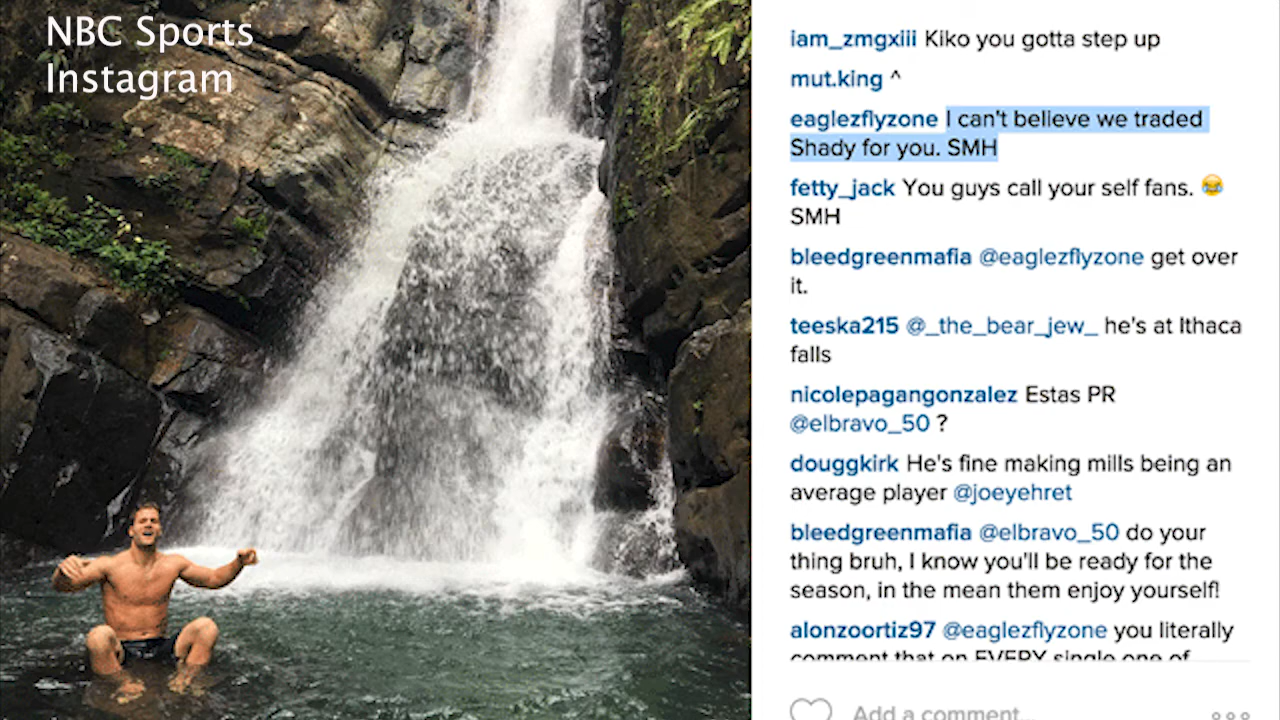 NBC Sports
Instagram
iam_zmgxiii Kiko you gotta step up
mut.king ^
eaglezflyzone I can't believe we traded
Shady for you. SMH
fetty_jack You guys call your self fans. 😂
SMH
bleedgreenmafia @eaglezflyzone get over
it.
teeska215 @_the_bear_jew_ he's at Ithaca
falls
nicolepagangonzalez Estas PR
@elbravo_50 ?
douggkirk He's fine making mills being an
average player @joeyehret
bleedgreenmafia @elbravo_50 do your
thing bruh, I know you'll be ready for the
season, in the mean them enjoy yourself!
alonzoortiz97 @eaglezflyzone you literally
comment that on EVERY single one of
Add a comment...